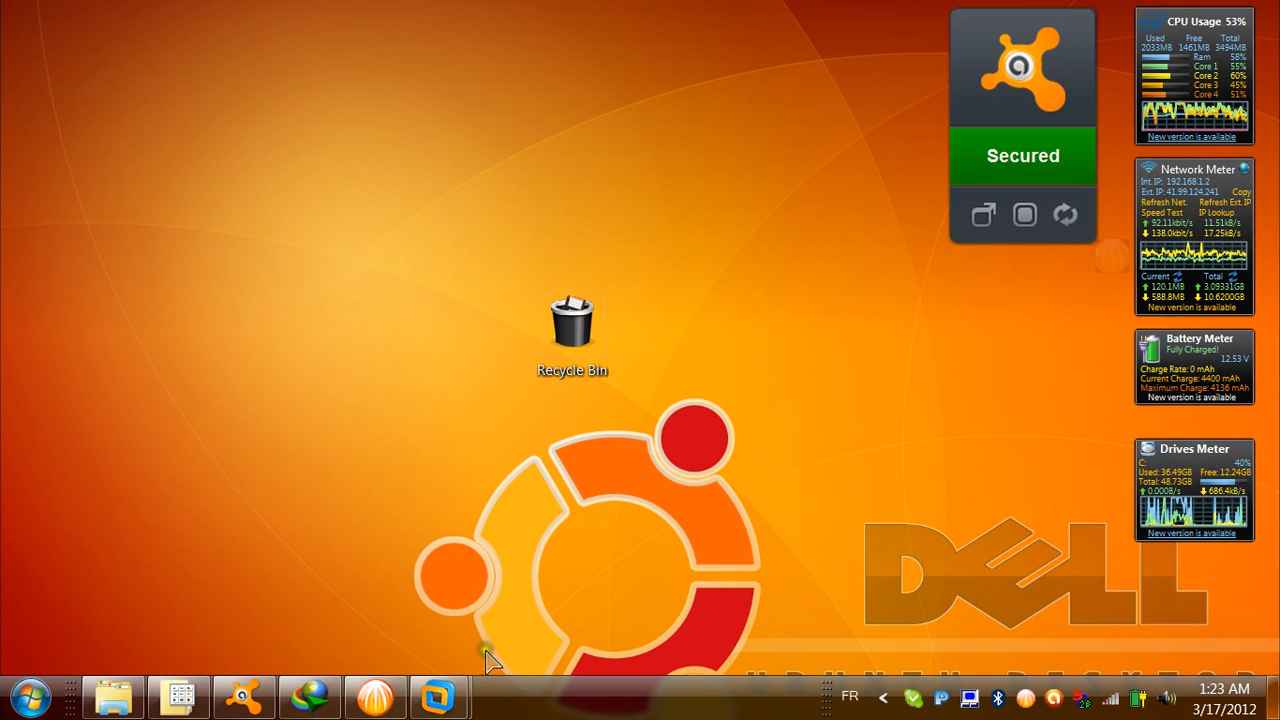 Secured
CPU Usage 53%
Used Free Total
2033MB 1461MB 3494MB
Ram 58%
Core 1 55%
Core 2 60%
Core 3 45%
Core 4 51%
New version is available
Network Meter
Int. IP: 192.168.1.2
Ext. IP: 41.99.124.241 Copy
Refresh Net. Refresh Ext. IP
Speed Test IP Lookup
92.11kbit/s 11.51kB/s
138.0kbit/s 17.25kB/s
Current Total
120.1MB 3.09331GB
588.8MB 10.6200GB
New version is available
Battery Meter
Fully Charged!
12.53 V
Charge Rate: 0 mAh
Current Charge: 4400 mAh
Maximum Charge: 4136 mAh
New version is available
Drives Meter
C: 40%
Used: 36.49GB Free: 12.24GB
Total: 48.73GB
0.000B/s 686.4kB/s
New version is available
Recycle Bin
DELL
FR
1:23 AM
3/17/2012